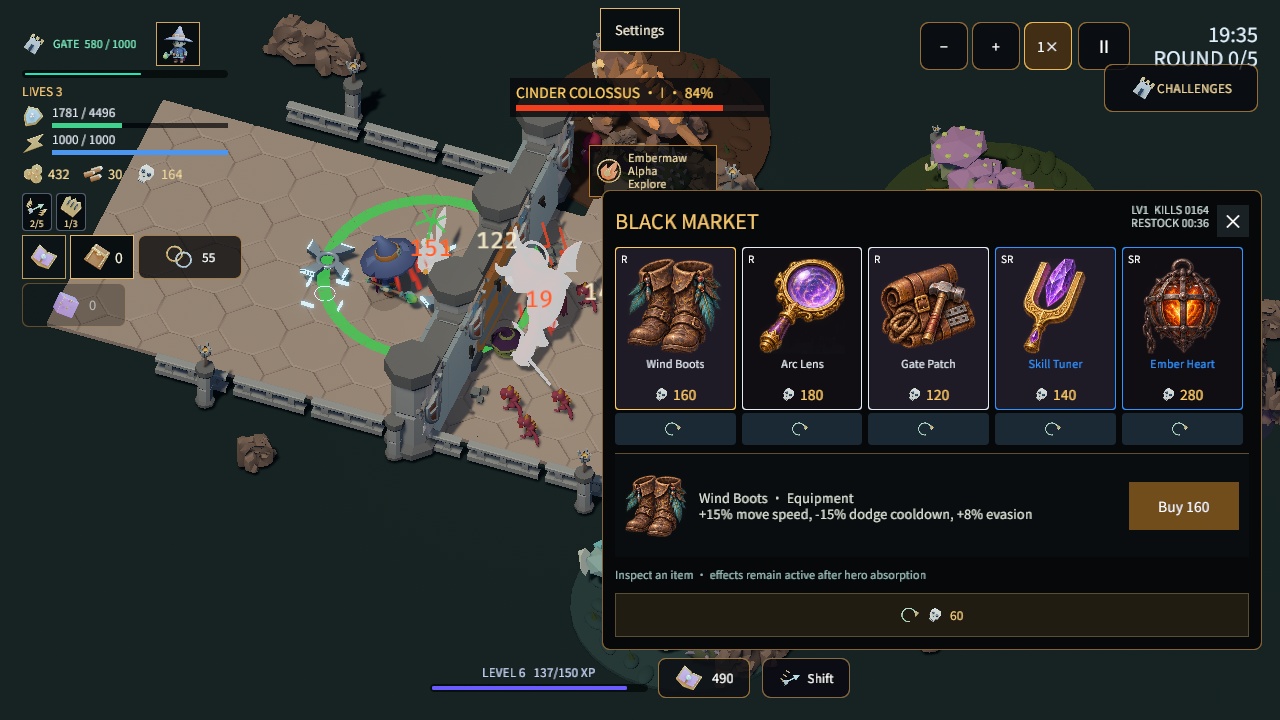 GATE 580 / 1000
LIVES 3
1781 / 4496
1000 / 1000
432
30
164
2/5
1/3
0
55
0
Settings
CINDER COLOSSUS • I • 84%
Embermaw
Alpha
Explore
−
+
1×
19:35
ROUND 0/5
CHALLENGES
151
122
19
BLACK MARKET
LV1 KILLS 0164
RESTOCK 00:36
R
Wind Boots
160
R
Arc Lens
180
R
Gate Patch
120
SR
Skill Tuner
140
SR
Ember Heart
280
Wind Boots • Equipment
+15% move speed, -15% dodge cooldown, +8% evasion
Buy 160
Inspect an item • effects remain active after hero absorption
60
LEVEL 6 137/150 XP
490
Shift